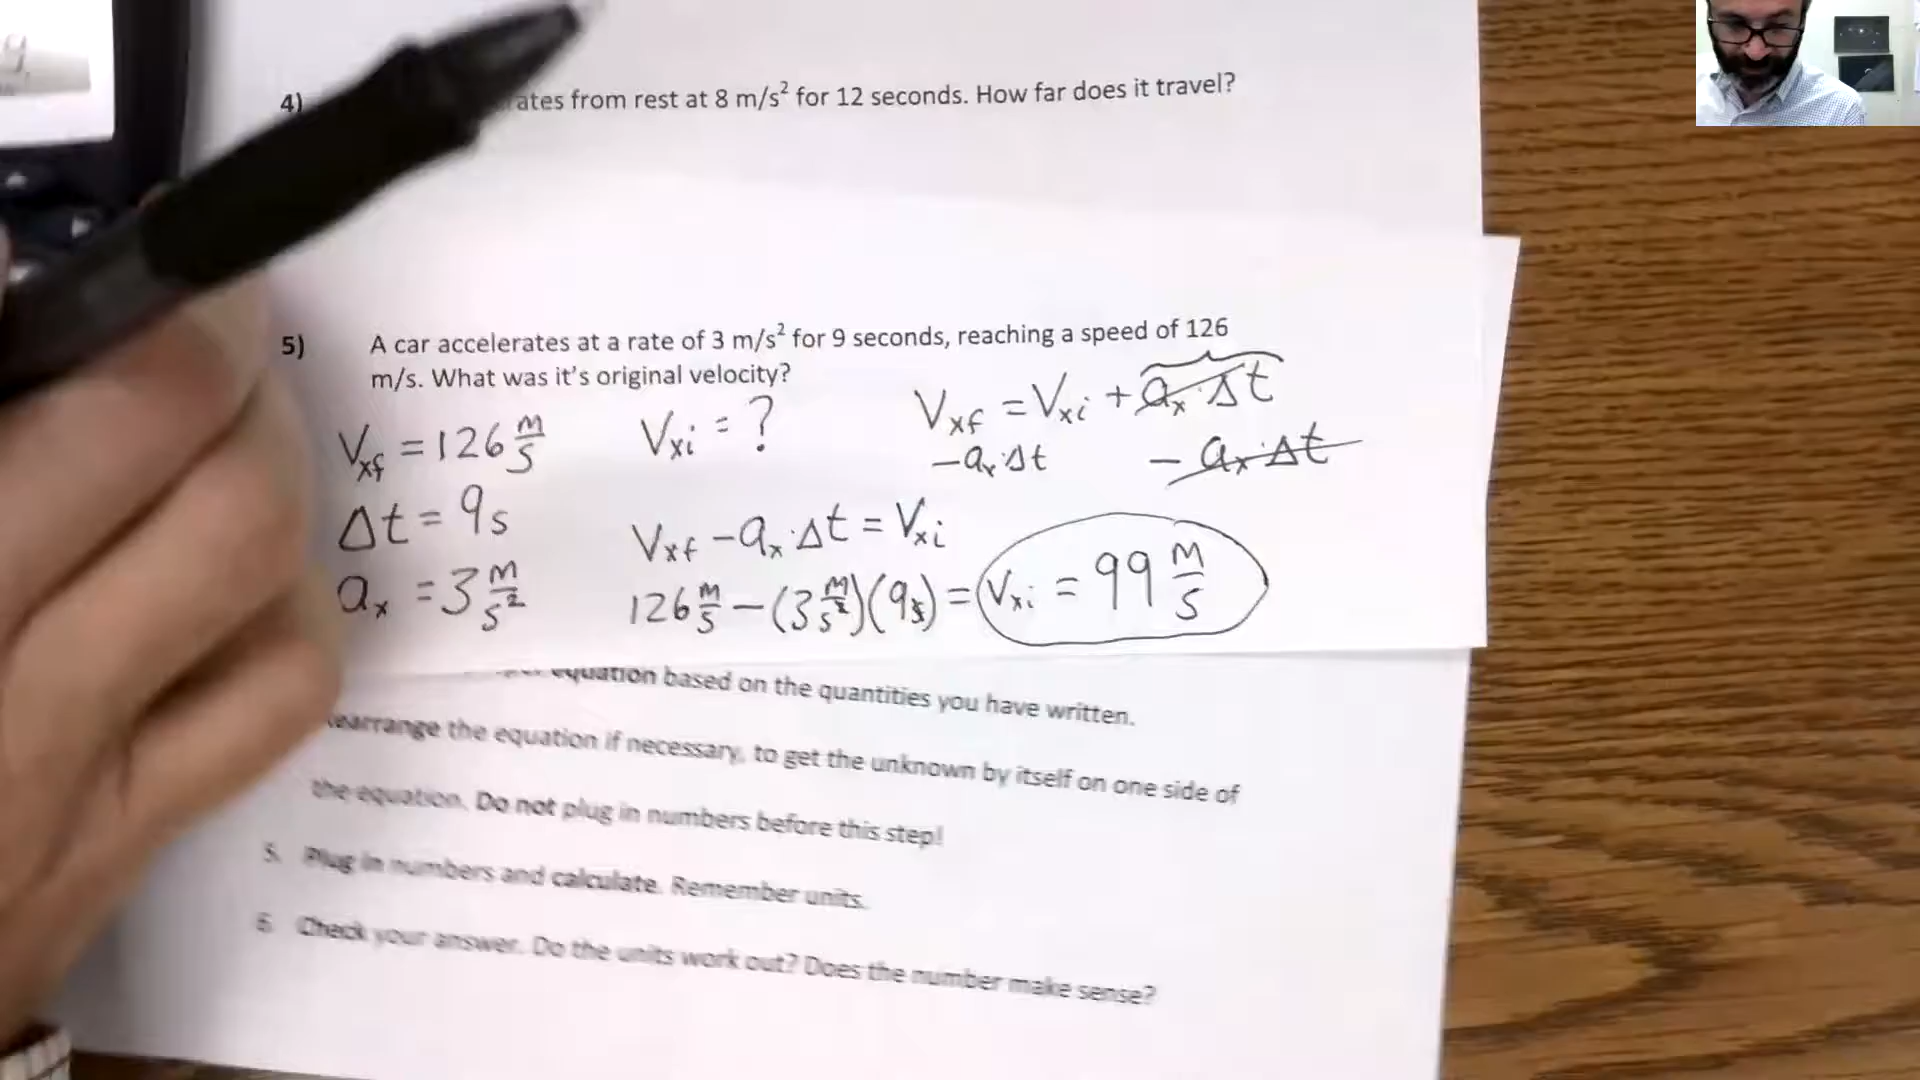 4) rates from rest at 8 m/s² for 12 seconds. How far does it travel?
5) A car accelerates at a rate of 3 m/s² for 9 seconds, reaching a speed of 126
m/s. What was it's original velocity?
Vxf = Vxi + ax·Δt
-ax·Δt - ax·Δt
Vxf = 126 m/s
Vxi = ?
Δt = 9s
Vxf - ax·Δt = Vxi
ax = 3 m/s²
126 m/s - (3 m/s²)(9s) = Vxi = 99 m/s
equation based on the quantities you have written.
Rearrange the equation if necessary, to get the unknown by itself on one side of
the equation. Do not plug in numbers before this step!
5. Plug in numbers and calculate. Remember units.
6. Check your answer. Do the units work out? Does the number make sense?